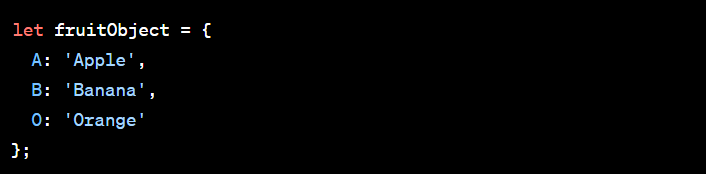 let fruitObject = {
  A: 'Apple',
  B: 'Banana',
  O: 'Orange'
};